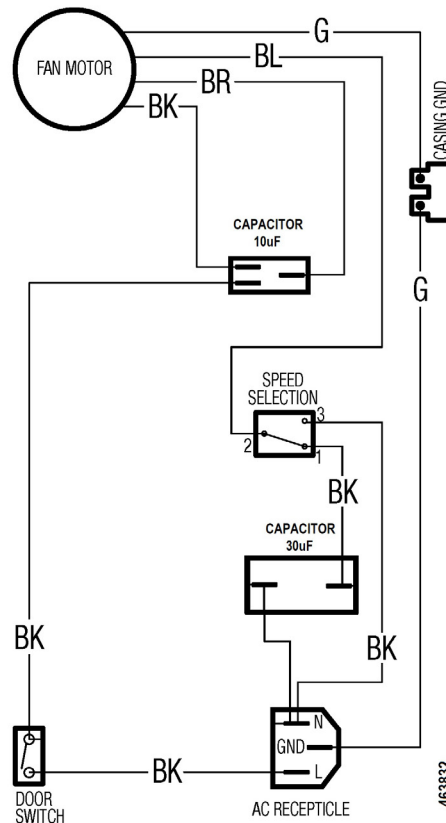 G
BL
FAN MOTOR
BR
BK
CASING GND
CAPACITOR
10uF
G
SPEED
SELECTION
3
2
1
BK
CAPACITOR
30uF
BK
BK
N
GND
L
BK
DOOR
SWITCH
AC RECEPTICLE
463832